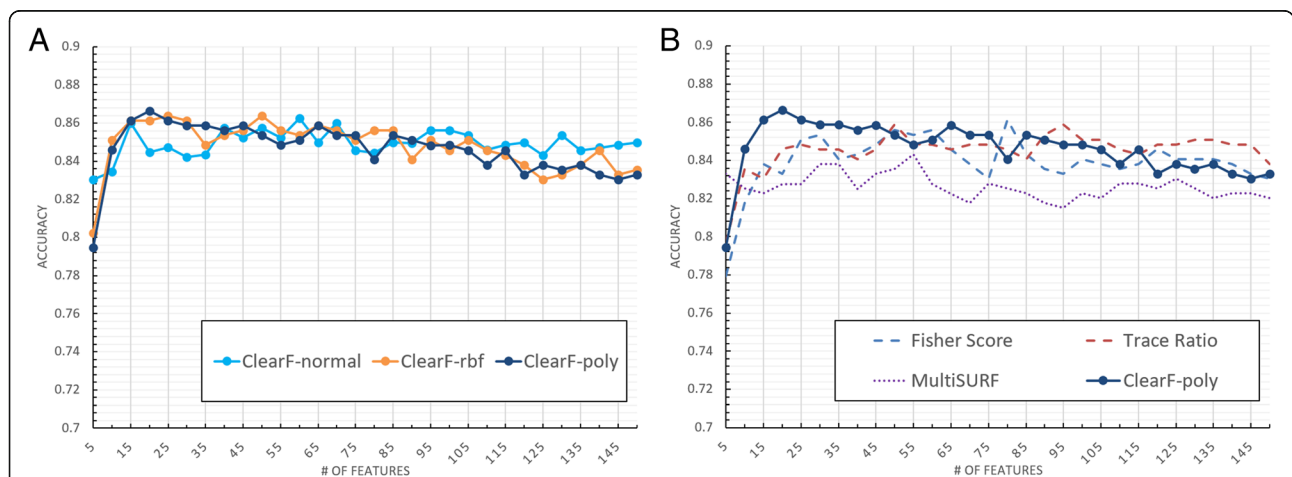 A
0.9
0.88
0.86
0.84
0.82
0.8
0.78
0.76
0.74
0.72
0.7
ACCURACY
ClearF-normal ClearF-rbf ClearF-poly
5 15 25 35 45 55 65 75 85 95 105 115 125 135 145
# OF FEATURES
B
0.9
0.88
0.86
0.84
0.82
0.8
0.78
0.76
0.74
0.72
0.7
ACCURACY
Fisher Score Trace Ratio
MultiSURF ClearF-poly
5 15 25 35 45 55 65 75 85 95 105 115 125 135 145
# OF FEATURES